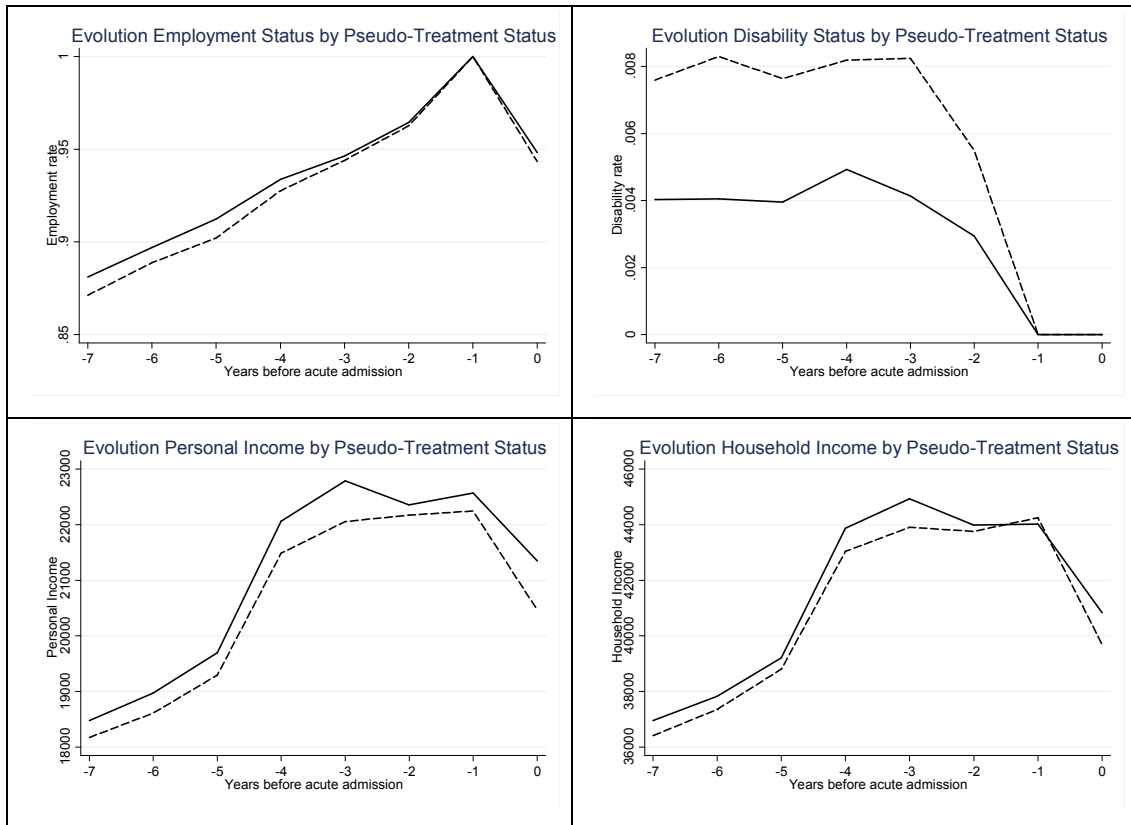 Evolution Employment Status by Pseudo-Treatment Status
Employment rate
1
.95
.9
.85
-7 -6 -5 -4 -3 -2 -1 0
Years before acute admission
Evolution Disability Status by Pseudo-Treatment Status
Disability rate
.008
.006
.004
.002
0
-7 -6 -5 -4 -3 -2 -1 0
Years before acute admission
Evolution Personal Income by Pseudo-Treatment Status
Personal Income
23000
22000
21000
20000
19000
18000
-7 -6 -5 -4 -3 -2 -1 0
Years before acute admission
Evolution Household Income by Pseudo-Treatment Status
Household Income
46000
44000
42000
40000
38000
36000
-7 -6 -5 -4 -3 -2 -1 0
Years before acute admission